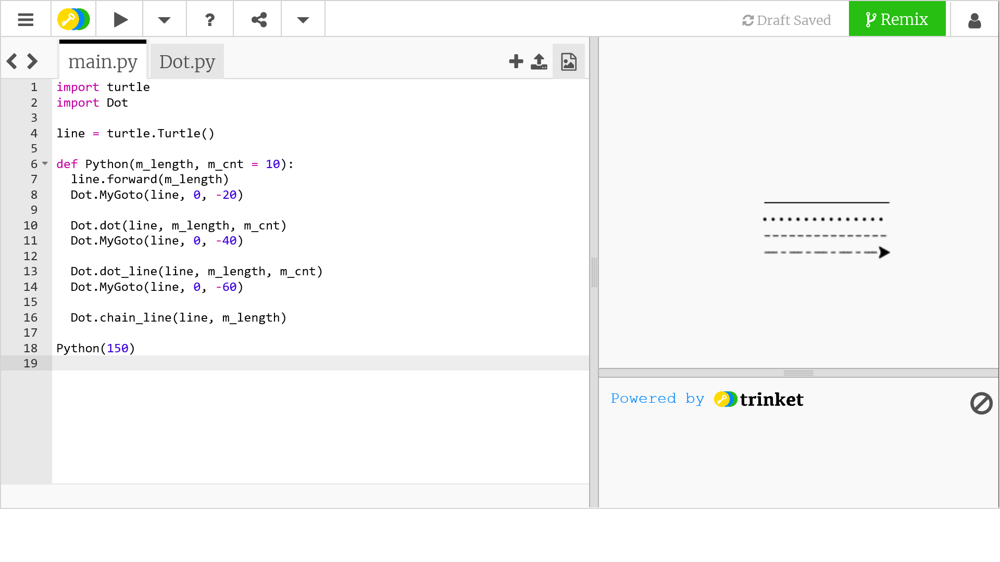 ?
Draft Saved
Remix
main.py
Dot.py
1 import turtle
2 import Dot
3
4 line = turtle.Turtle()
5
6 def Python(m_length, m_cnt = 10):
7   line.forward(m_length)
8   Dot.MyGoto(line, 0, -20)
9
10   Dot.dot(line, m_length, m_cnt)
11   Dot.MyGoto(line, 0, -40)
12
13   Dot.dot_line(line, m_length, m_cnt)
14   Dot.MyGoto(line, 0, -60)
15
16   Dot.chain_line(line, m_length)
17
18 Python(150)
19
Powered by trinket